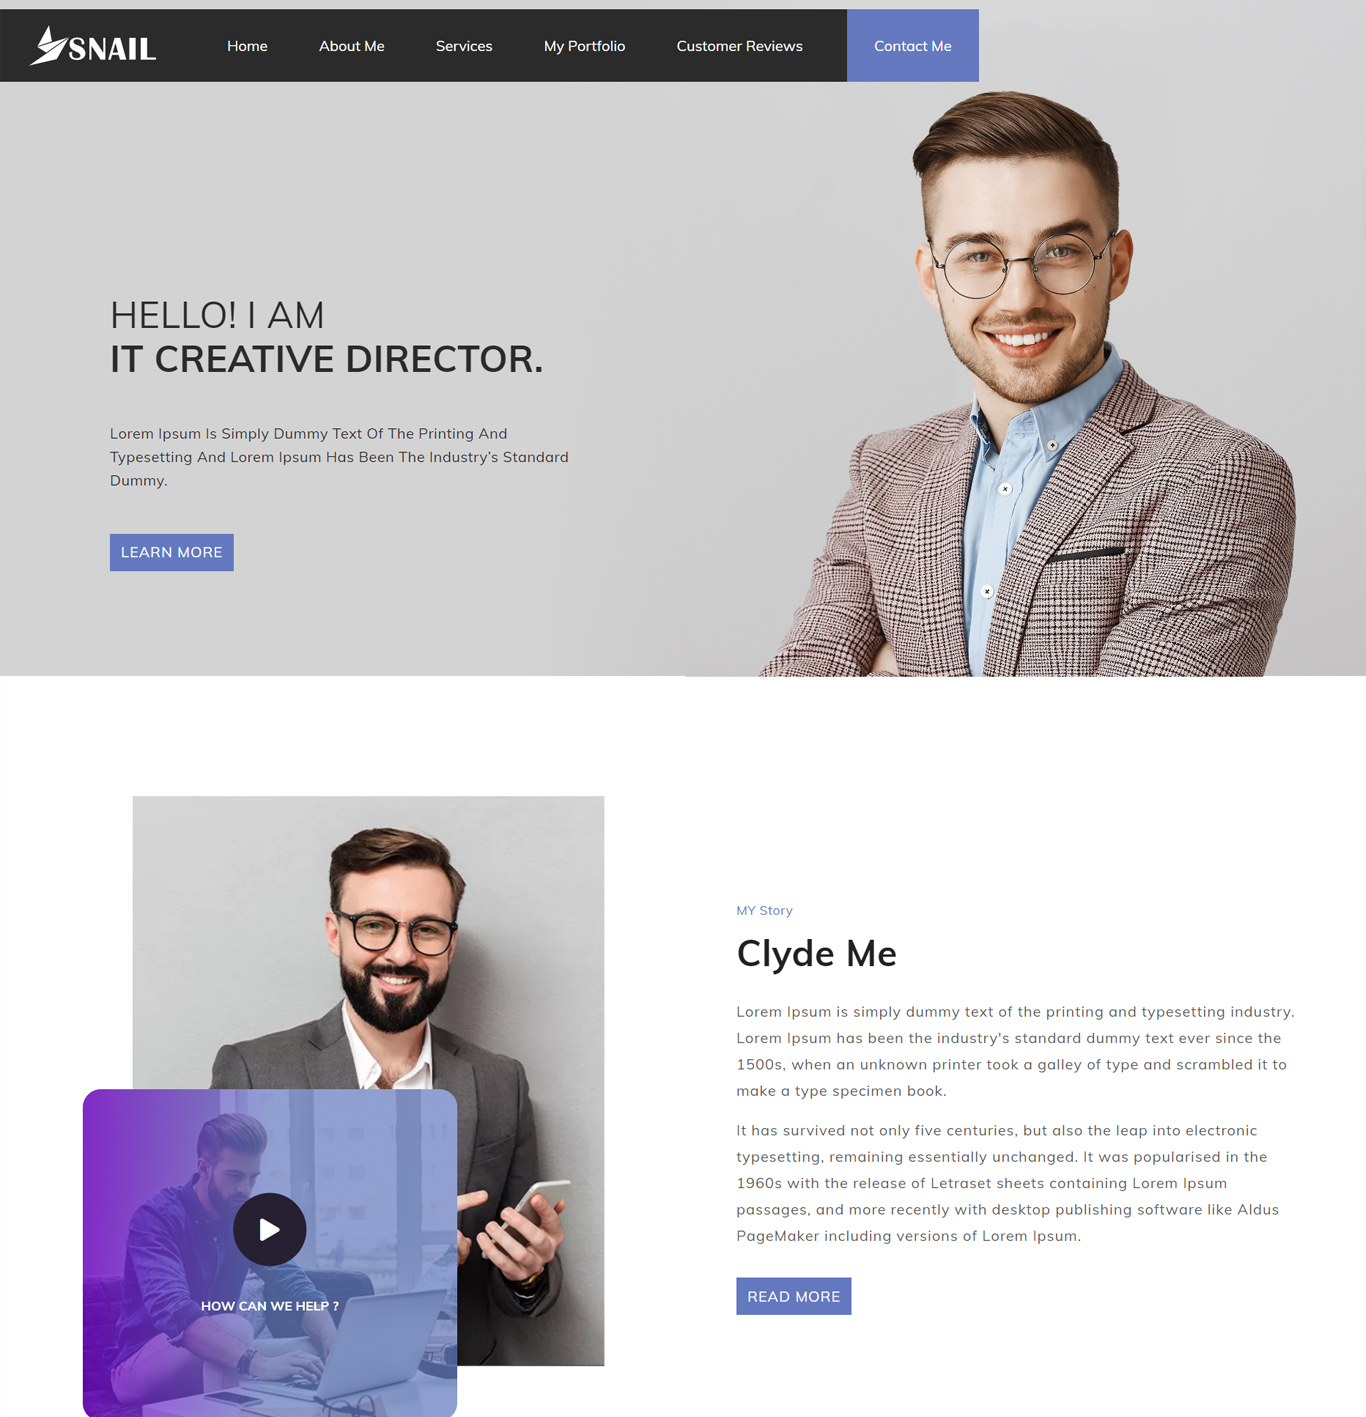 SNAIL
Home About Me Services My Portfolio Customer Reviews Contact Me
HELLO! I AM
IT CREATIVE DIRECTOR.
Lorem Ipsum Is Simply Dummy Text Of The Printing And
Typesetting And Lorem Ipsum Has Been The Industry's Standard
Dummy.
LEARN MORE
MY Story
Clyde Me
Lorem Ipsum is simply dummy text of the printing and typesetting industry.
Lorem Ipsum has been the industry's standard dummy text ever since the
1500s, when an unknown printer took a galley of type and scrambled it to
make a type specimen book.
It has survived not only five centuries, but also the leap into electronic
typesetting, remaining essentially unchanged. It was popularised in the
1960s with the release of Letraset sheets containing Lorem Ipsum
passages, and more recently with desktop publishing software like Aldus
PageMaker including versions of Lorem Ipsum.
READ MORE
HOW CAN WE HELP ?